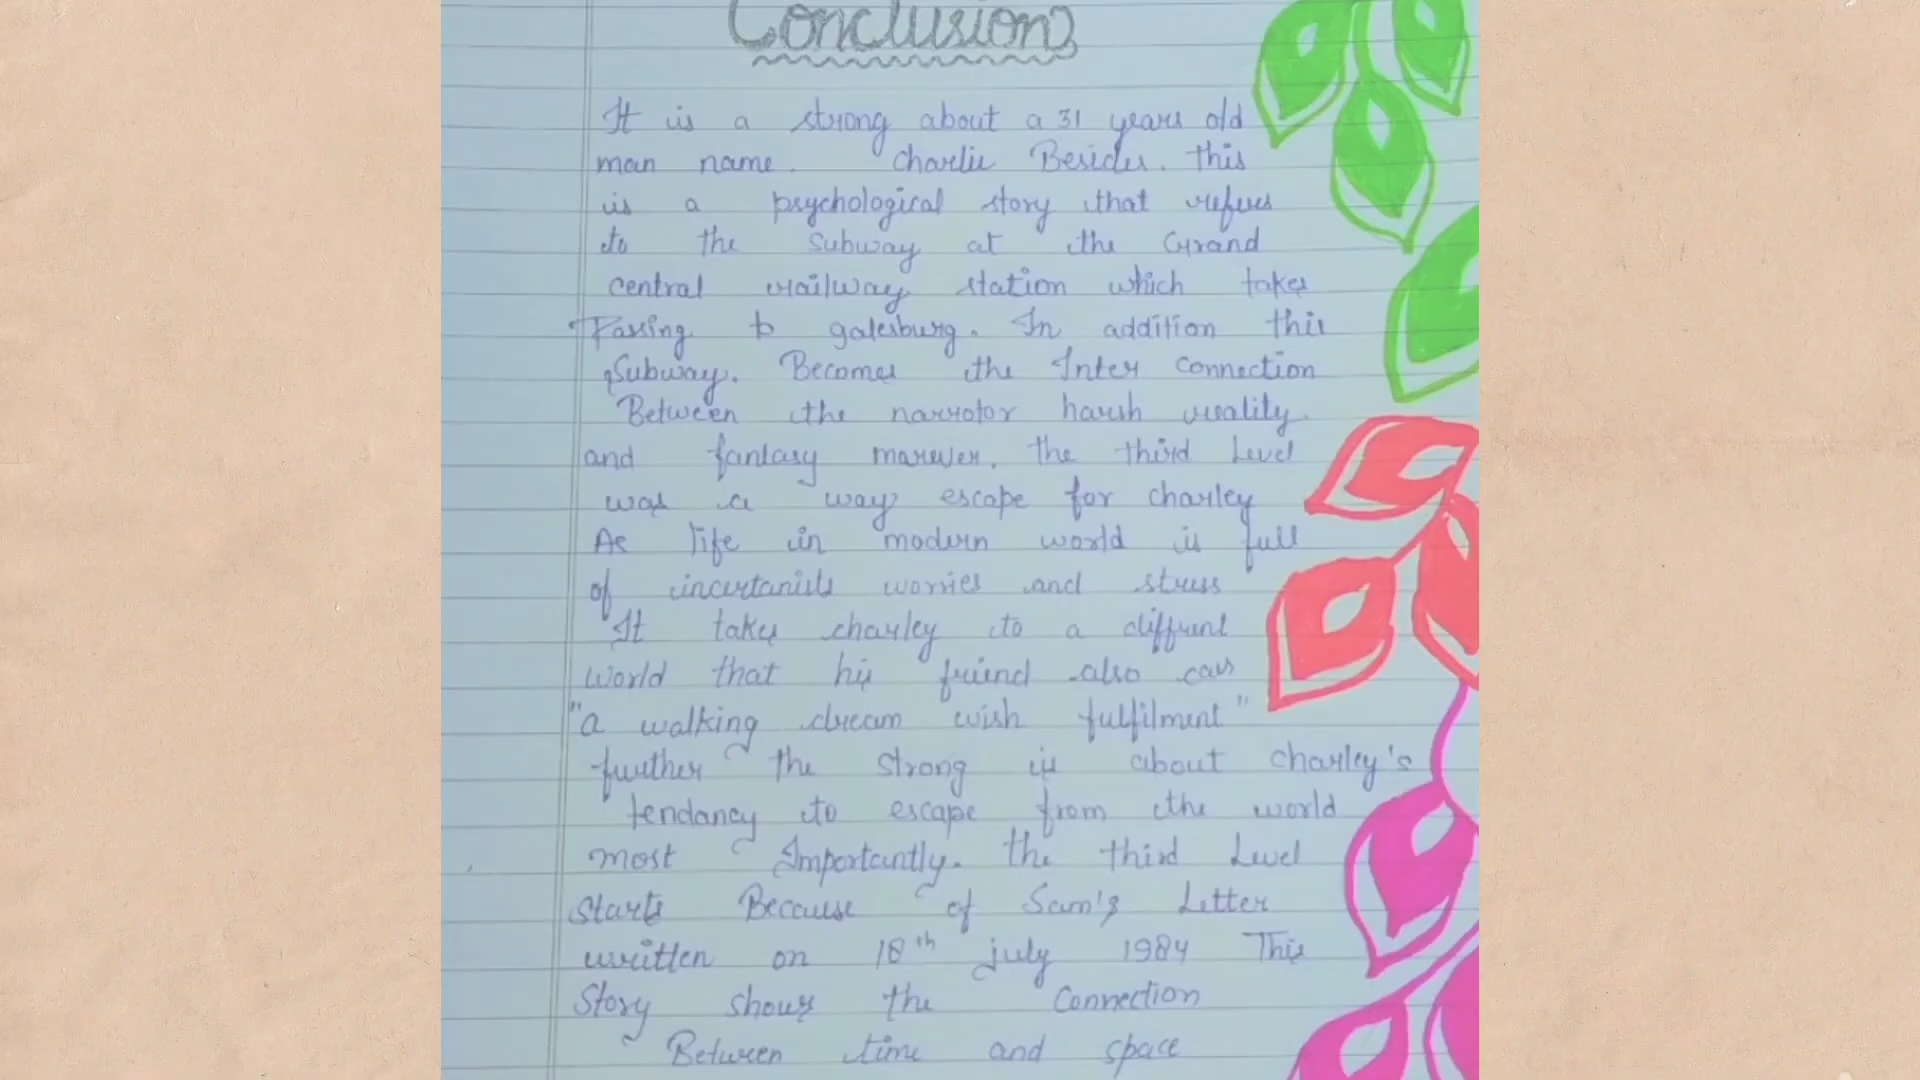 Conclusion
It is a strong about a 31 years old
man name. Charlie Besides. this
is a psychological story that refers
to the subway at the Grand
central railway station which takes
Passing to galesburg. In addition this
Subway. Becomes the Inter connection
Between the narrotor harsh reality
and fantasy the third Level
was a way escape for charley
As life in modern world is full
of worries and stress
It takes charley to a
world that his friend also
"a walking dream wish fulfilment"
further the strong is about charley's
tendancy to escape from the world
most Importantly. the third Level
starts Because of Sam's Letter
written on 18th july 1984 This
Story shows the Connection
Between time and space